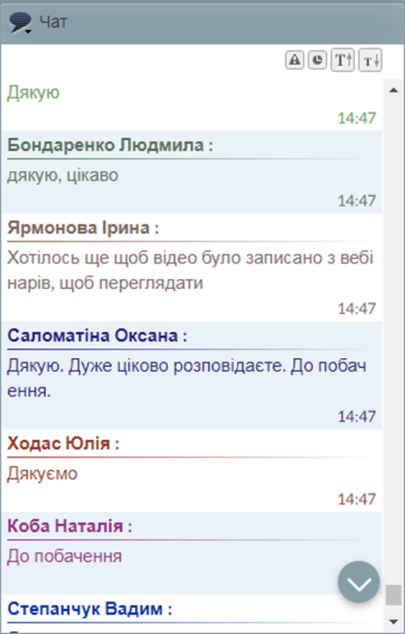 Чат
Дякую
14:47
Бондаренко Людмила :
дякую, цікаво
14:47
Ярмонова Ірина :
Хотілось ще щоб відео було записано з вебі
нарів, щоб переглядати
14:47
Саломатіна Оксана :
Дякую. Дуже ціково розповідаєте. До побач
ення.
14:47
Ходас Юлія :
Дякуємо
14:47
Коба Наталія :
До побачення
Степанчук Вадим :